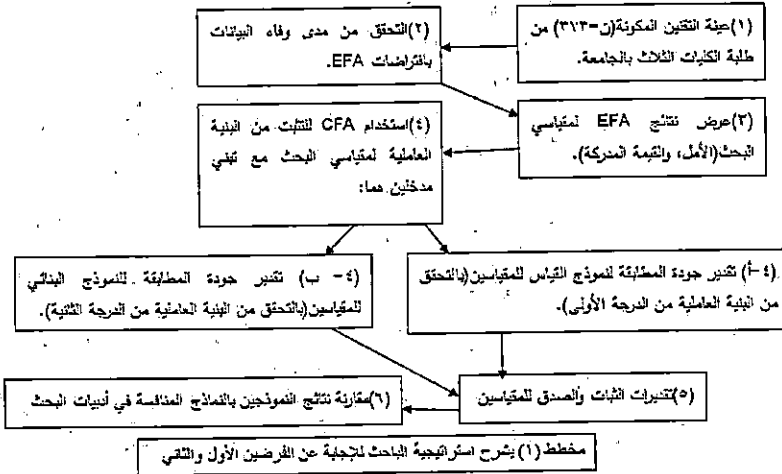 (١)عينة التقنين المكونة(ن=٣٧٣) من
طلبة الكليات الثلاث بالجامعة.
(٢)التحقق من مدى وفاء البيانات
بافتراضات EFA.
(٣)عرض نتائج EFA لمقياسي
البحث(الأمل، والقيمة المدركة).
(٤)استخدام CFA للتثبت من البنية
العاملية لمقياسي البحث مع تبني
مدخلين هما:
(٤-أ) تقدير جودة المطابقة لنموذج القياس للمقياسين(بالتحقق
من البنية العاملية من الدرجة الأولى).
(٤- ب) تقدير جودة المطابقة للنموذج البنائي
للمقياسين(بالتحقق من البنية العاملية من الدرجة الثانية).
(٥)تقديرات الثبات والصدق للمقياسين
(٦)مقارنة نتائج النموذجين بالنماذج المنافسة في أدبيات البحث
مخطط(١) يشرح استراتيجية الباحث للإجابة عن الفرضين الأول والثاني